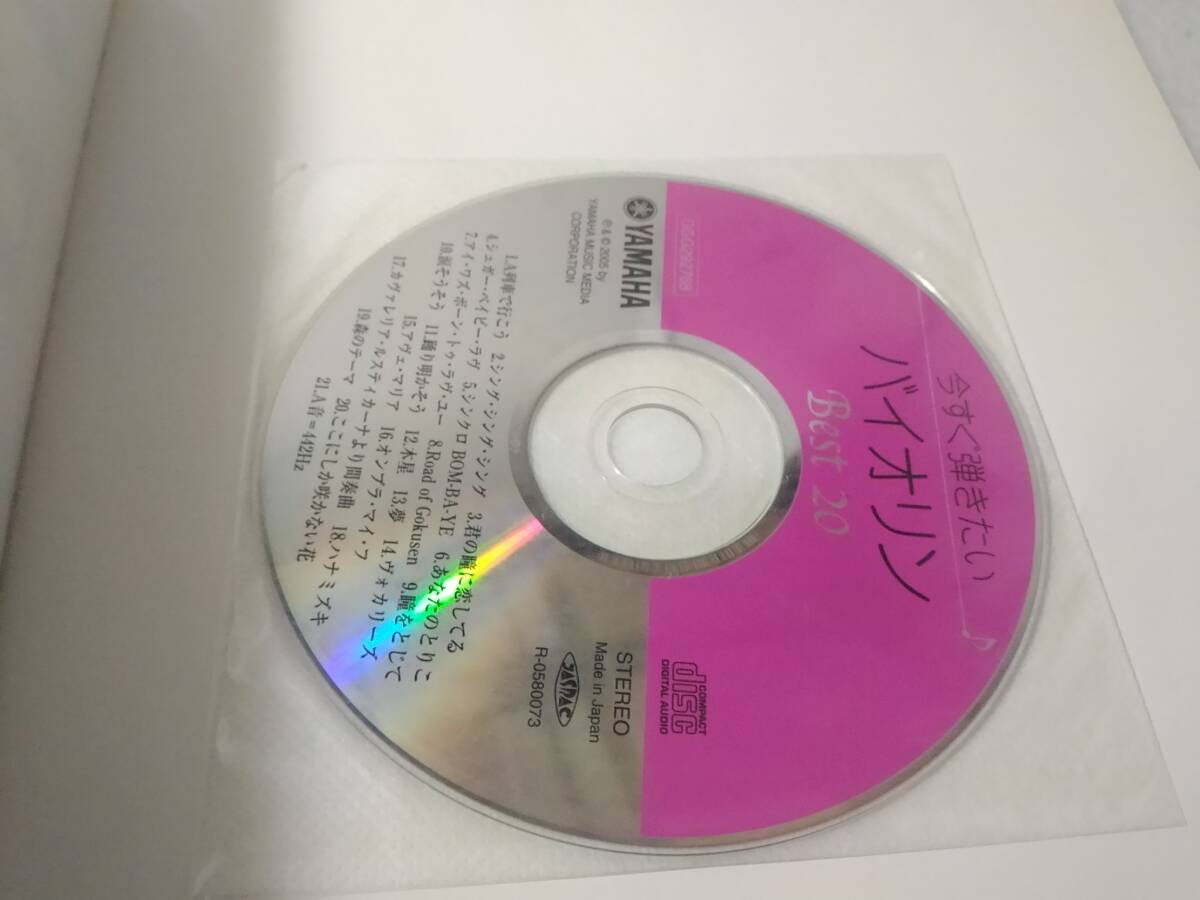 今すぐ弾きたい
バイオリン
Best 20
YAMAHA
℗ & © 2005 by
YAMAHA MUSIC MEDIA
CORPORATION
COMPACT
disc
DIGITAL AUDIO
STEREO
Made in Japan
JASRAC
R-0580073
1.A列車で行こう 2.シング・シング・シング 3.君の瞳に恋してる
4.シュガー・ベイビー・ラヴ 5.シンクロ BOM-BA-YE 6.あなたのとりこ
7.アイ・ワズ・ボーン・トゥ・ラヴ・ユー 8.Road of Gokusen 9.瞳をとじて
10.涙そうそう 11.踊り明かそう 12.木星 13.夢 14.ヴォカリーズ
15.アヴェ・マリア 16.オンブラ・マイ・フ
17.カヴァレリア・ルスティカーナより間奏曲 18.ハナミズキ
19.森のテーマ 20.ここにしか咲かない花
21.A音=442Hz